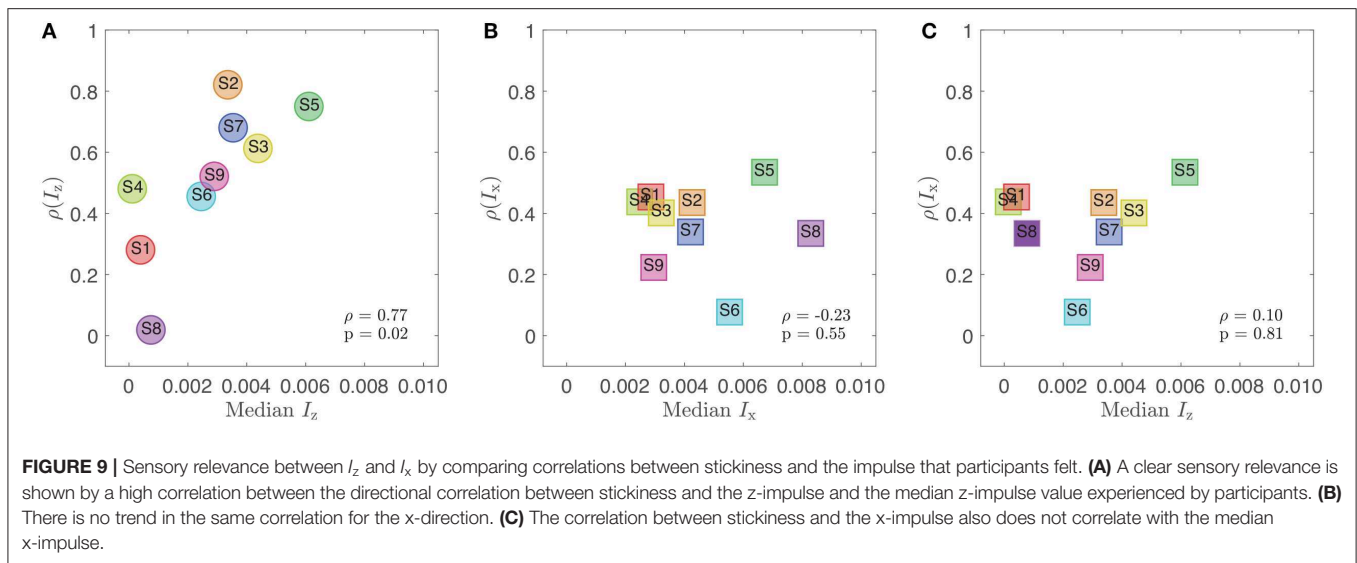 A
B
C
1
0.8
0.6
0.4
0.2
0
ρ(I_z)
S2
S5
S7
S3
S9
S4
S6
S1
S8
ρ = 0.77
p = 0.02
0 0.002 0.004 0.006 0.008 0.010
Median I_z
1
0.8
0.6
0.4
0.2
0
ρ(I_x)
S5
S1
S4
S2
S3
S7
S8
S9
S6
ρ = -0.23
p = 0.55
0 0.002 0.004 0.006 0.008 0.010
Median I_x
1
0.8
0.6
0.4
0.2
0
ρ(I_x)
S5
S1
S4
S2
S3
S8
S7
S9
S6
ρ = 0.10
p = 0.81
0 0.002 0.004 0.006 0.008 0.010
Median I_z
FIGURE 9 | Sensory relevance between I_z and I_x by comparing correlations between stickiness and the impulse that participants felt. (A) A clear sensory relevance is
shown by a high correlation between the directional correlation between stickiness and the z-impulse and the median z-impulse value experienced by participants. (B)
There is no trend in the same correlation for the x-direction. (C) The correlation between stickiness and the x-impulse also does not correlate with the median
x-impulse.